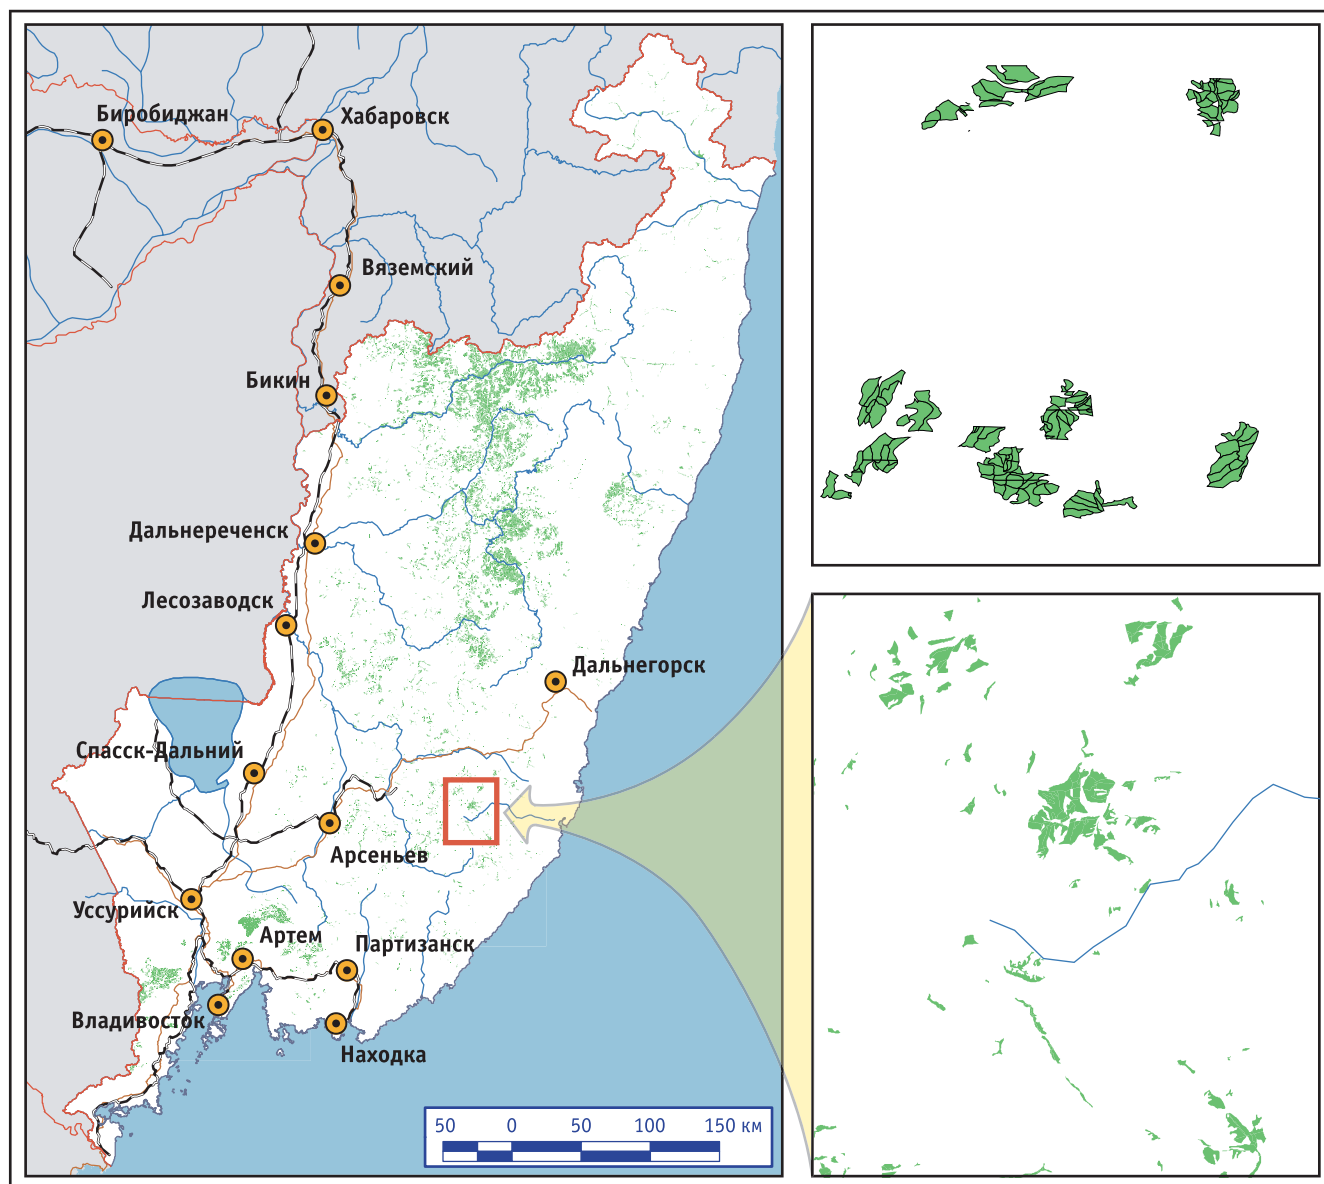 Биробиджан
Хабаровск
Вяземский
Бикин
Дальнереченск
Лесозаводск
Дальнегорск
Спасск-Дальний
Арсеньев
Уссурийск
Артем
Партизанск
Владивосток
Находка
50 0 50 100 150 км